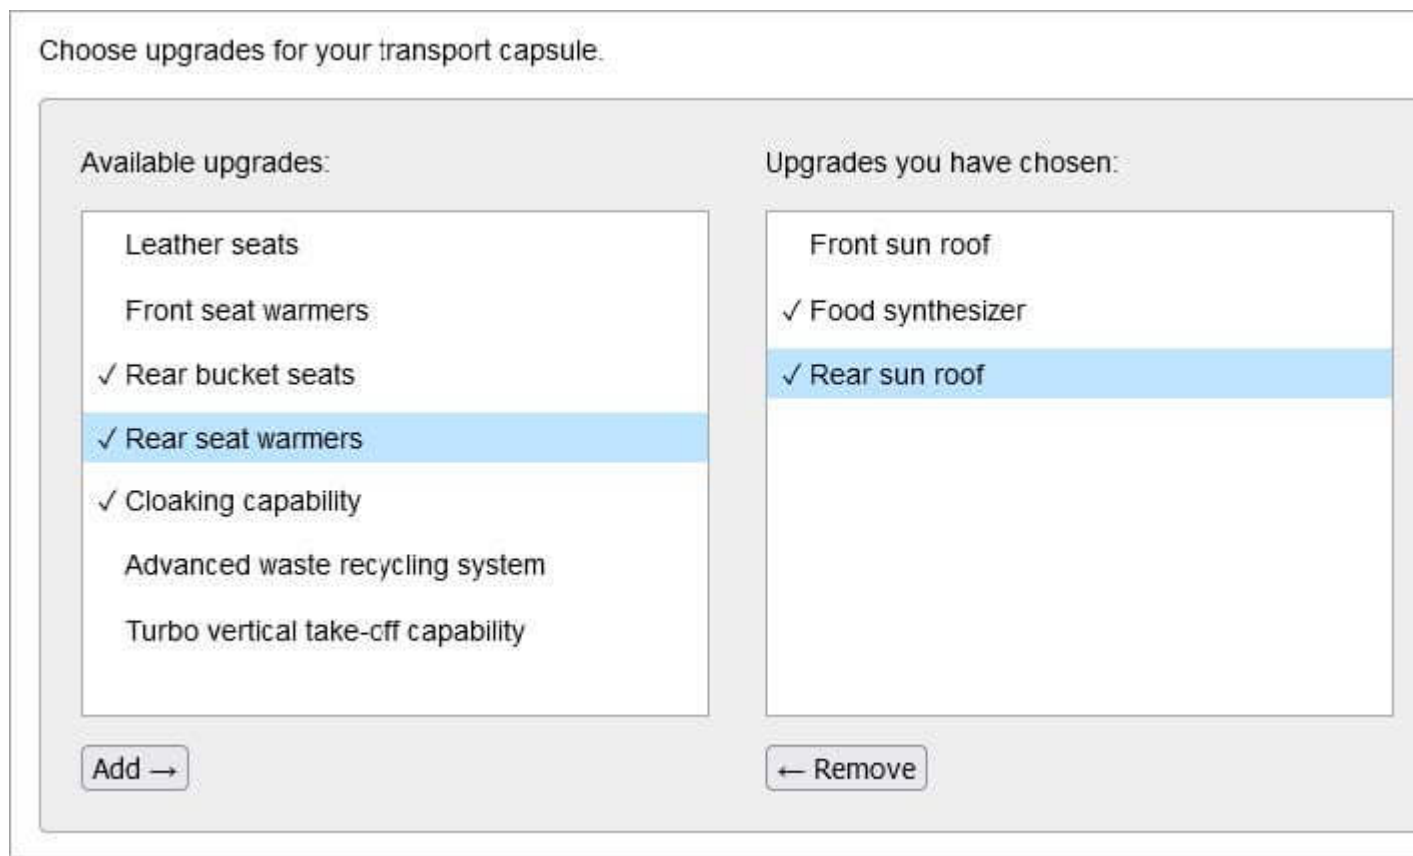 Choose upgrades for your transport capsule.
Available upgrades:
Leather seats
Front seat warmers
✓ Rear bucket seats
✓ Rear seat warmers
✓ Cloaking capability
Advanced waste recycling system
Turbo vertical take-off capability
Add →
Upgrades you have chosen:
Front sun roof
✓ Food synthesizer
✓ Rear sun roof
← Remove